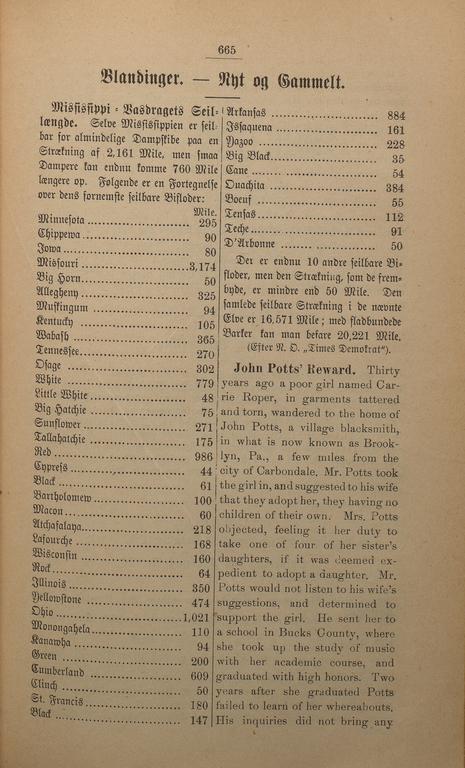 665
Blandinger. — Nyt og Gammelt.
Missisippi-Vasdragets Seil-
længde. Selve Missisippien er seil-
bar for almindelige Dampskibe paa en
Strækning af 2,161 Mile, men smaa
Dampere kan endnu komme 760 Mile
længere op. Følgende er en Fortegnelse
over dens fornemste seilbare Bifloder:
Mile.
Minnesota ........ 295
Chippewa ........ 90
Iowa ........ 80
Missouri ........ 3,174
Big Horn ........ 50
Allegheny ........ 325
Muskingum ........ 94
Kentucky ........ 105
Wabash ........ 365
Tennessee ........ 270
Osage ........ 302
White ........ 779
Little White ........ 48
Big Hatchie ........ 75
Sunflower ........ 271
Tallahatchie ........ 175
Red ........ 986
Cypress ........ 44
Black ........ 61
Bartholomew ........ 100
Macon ........ 60
Atchafalaya ........ 218
Lafourche ........ 168
Wisconsin ........ 160
Rock ........ 64
Illinois ........ 350
Yellowstone ........ 474
Ohio ........ 1,021
Monongahela ........ 110
Kanawha ........ 94
Green ........ 200
Cumberland ........ 609
Clinch ........ 50
St. Francis ........ 180
Black ........ 147
Arkansas ........ 884
Issaquena ........ 161
Yazoo ........ 228
Big Black ........ 35
Cane ........ 54
Ouachita ........ 384
Boeuf ........ 55
Tensas ........ 112
Teche ........ 91
D'Arbonne ........ 50
Der er endnu 10 andre seilbare Bi-
floder, men den Strækning, som de frem-
byde, er mindre end 50 Mile. Den
samlede seilbare Strækning i de nævnte
Elve er 16,571 Mile; med fladbundede
Barker kan man befare 20,221 Mile.
(Efter N. O. „Times Demokrat").
John Potts' Reward. Thirty
years ago a poor girl named Car-
rie Roper, in garments tattered
and torn, wandered to the home of
John Potts, a village blacksmith,
in what is now known as Brook-
lyn, Pa., a few miles from the
city of Carbondale. Mr. Potts took
the girl in, and suggested to his wife
that they adopt her, they having no
children of their own. Mrs. Potts
objected, feeling it her duty to
take one of four of her sister's
daughters, if it was deemed ex-
pedient to adopt a daughter. Mr.
Potts would not listen to his wife's
suggestions, and determined to
support the girl. He sent her to
a school in Bucks County, where
she took up the study of music
with her academic course, and
graduated with high honors. Two
years after she graduated Potts
failed to learn of her whereabouts.
His inquiries did not bring any